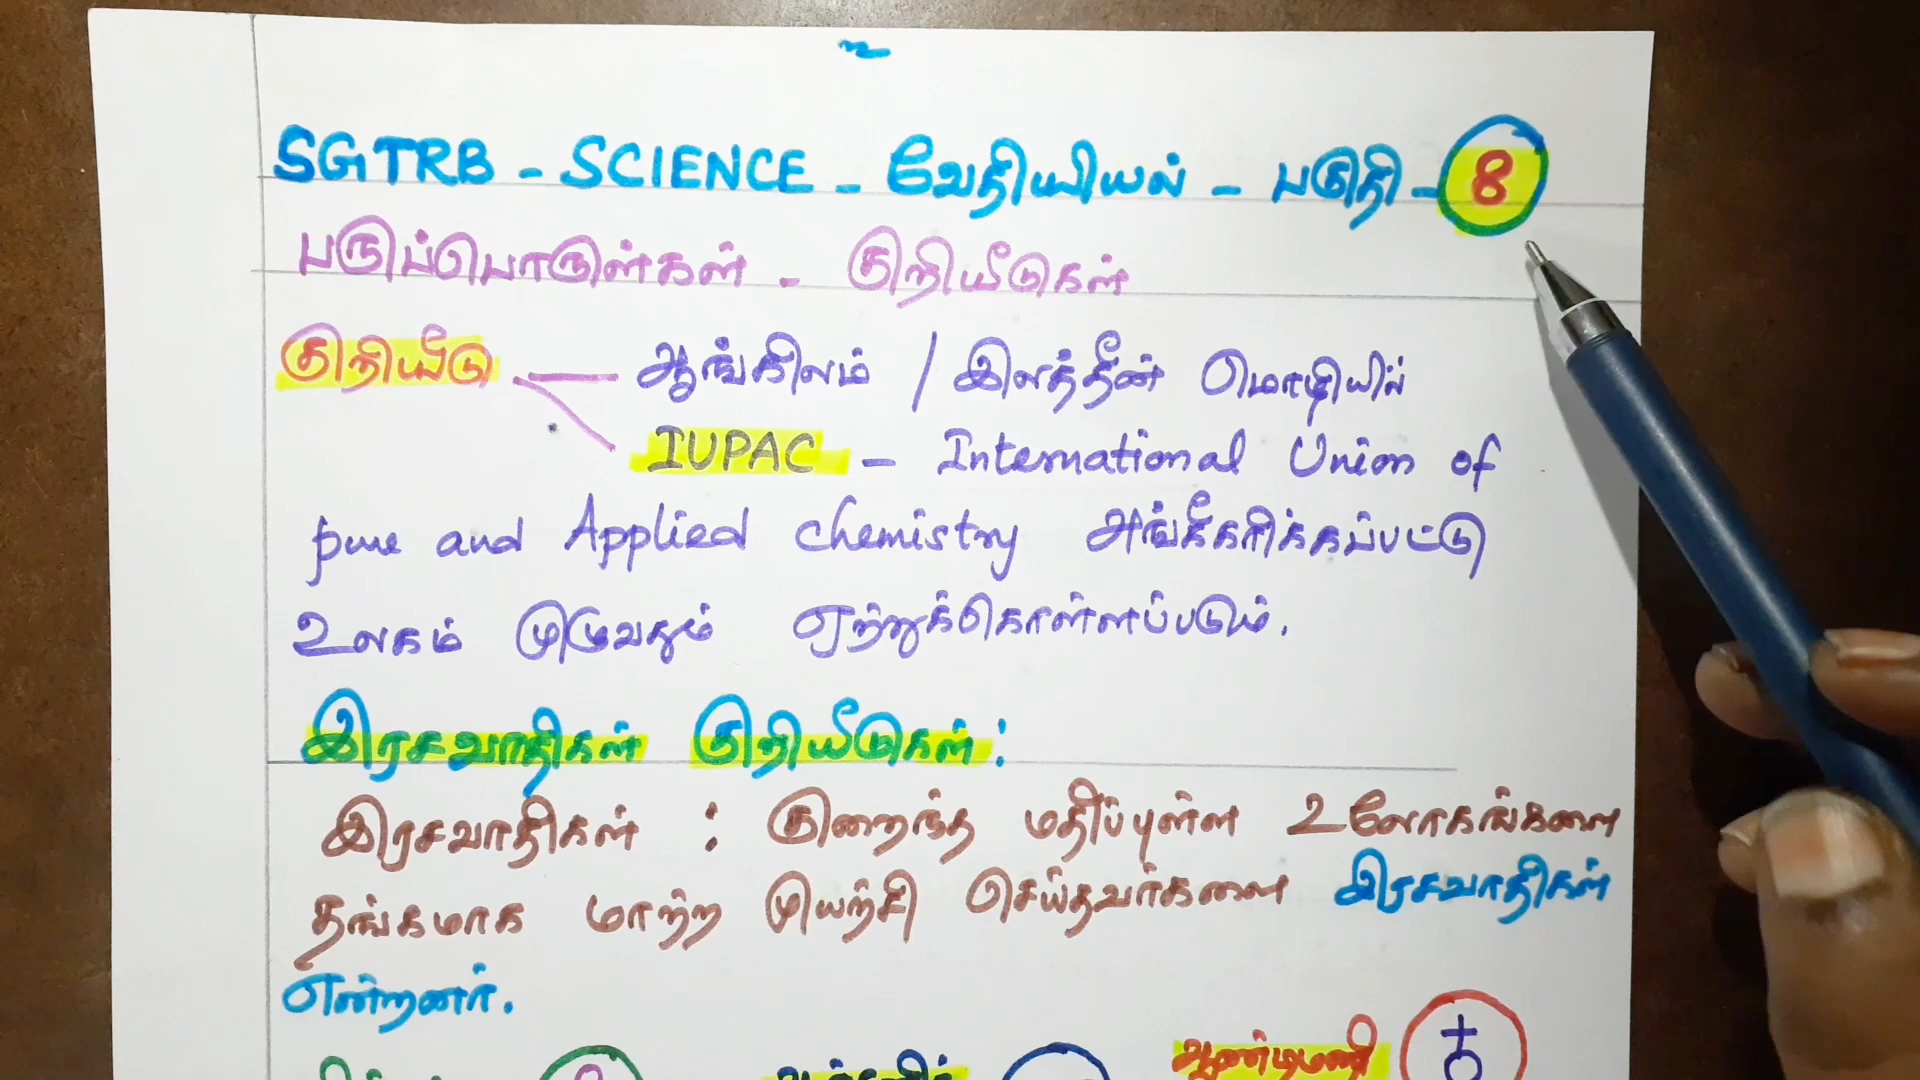 SGTRB - SCIENCE - வேதியியல் - பகுதி - 8
பருப்பொருள்கள் - குறியீடுகள்
குறியீடு — ஆங்கிலம் / இலத்தீன் மொழியில்
IUPAC - International Union of
pure and Applied chemistry அங்கீகரிக்கப்பட்டு
உலகம் முழுவதும் ஏற்றுக்கொள்ளப்படும்.
இரசவாதிகள் குறியீடுகள் :
இரசவாதிகள் : குறைந்த மதிப்புள்ள உலோகங்களை
தங்கமாக மாற்ற முயற்சி செய்தவர்களை இரசவாதிகள்
என்றனர்.
ஆண்டிமணி